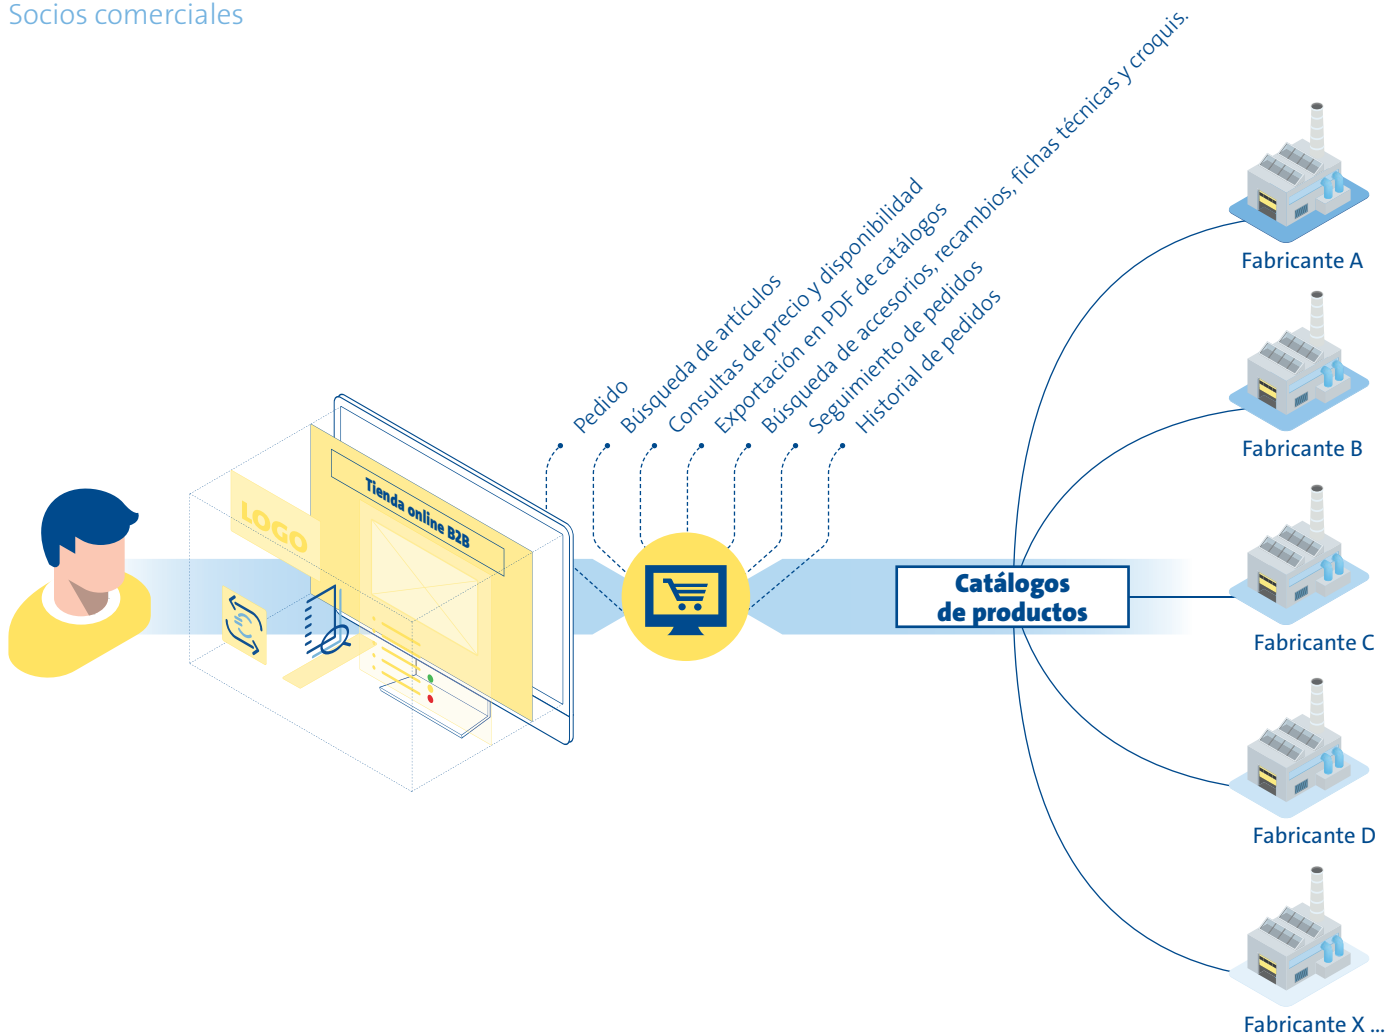 Socios comerciales
Pedido
Búsqueda de artículos
Consultas de precio y disponibilidad
Exportación en PDF de catálogos
Búsqueda de accesorios, recambios, fichas técnicas y croquis.
Seguimiento de pedidos
Historial de pedidos
Tienda online B2B
LOGO
Catálogos
de productos
Fabricante A
Fabricante B
Fabricante C
Fabricante D
Fabricante X ...